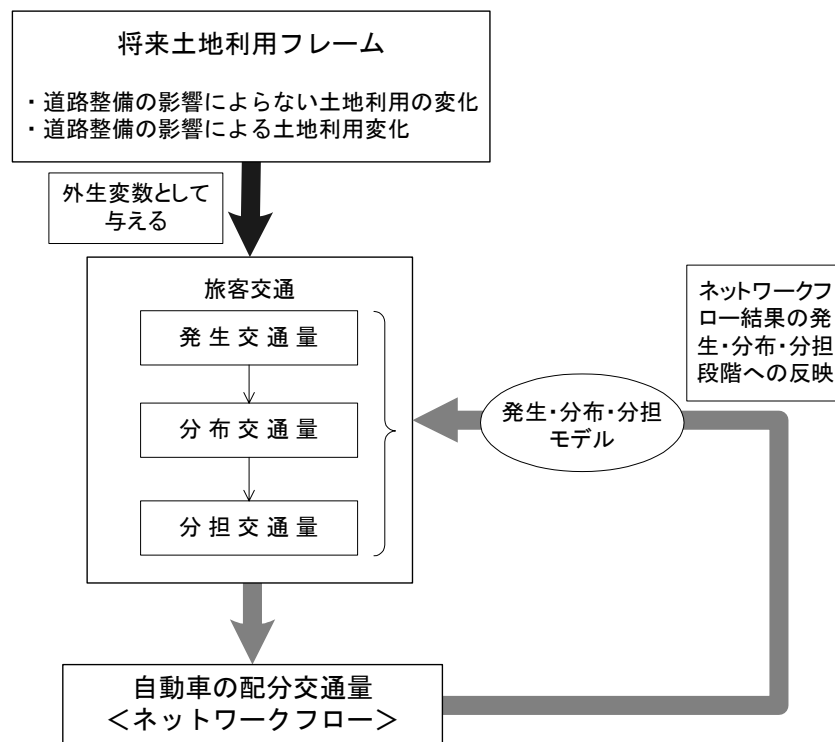 将来土地利用フレーム
・道路整備の影響によらない土地利用の変化
・道路整備の影響による土地利用変化
外生変数として
与える
旅客交通
発生交通量
分布交通量
分担交通量
ネットワークフ
ロー結果の発
生・分布・分担
段階への反映
発生・分布・分担
モデル
自動車の配分交通量
＜ネットワークフロー＞